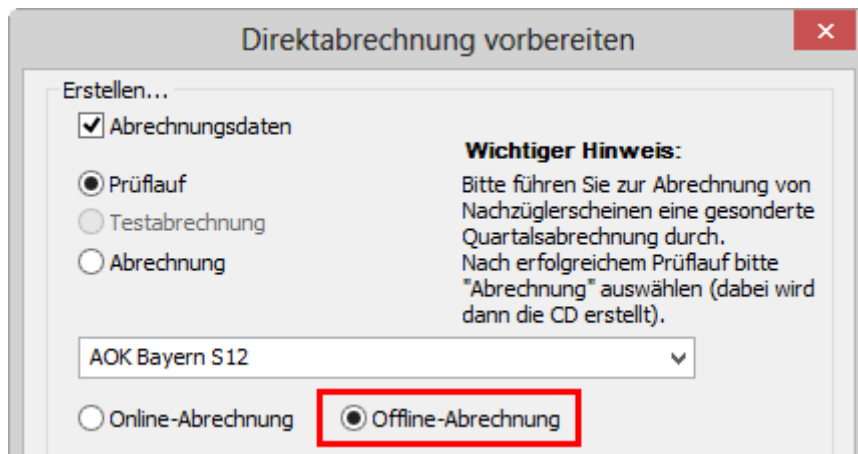 Direktabrechnung vorbereiten
Erstellen...
Abrechnungsdaten
Prüflauf
Testabrechnung
Abrechnung
Wichtiger Hinweis:
Bitte führen Sie zur Abrechnung von
Nachzüglerscheinen eine gesonderte
Quartalsabrechnung durch.
Nach erfolgreichem Prüflauf bitte
"Abrechnung" auswählen (dabei wird
dann die CD erstellt).
AOK Bayern S12
Online-Abrechnung
Offline-Abrechnung